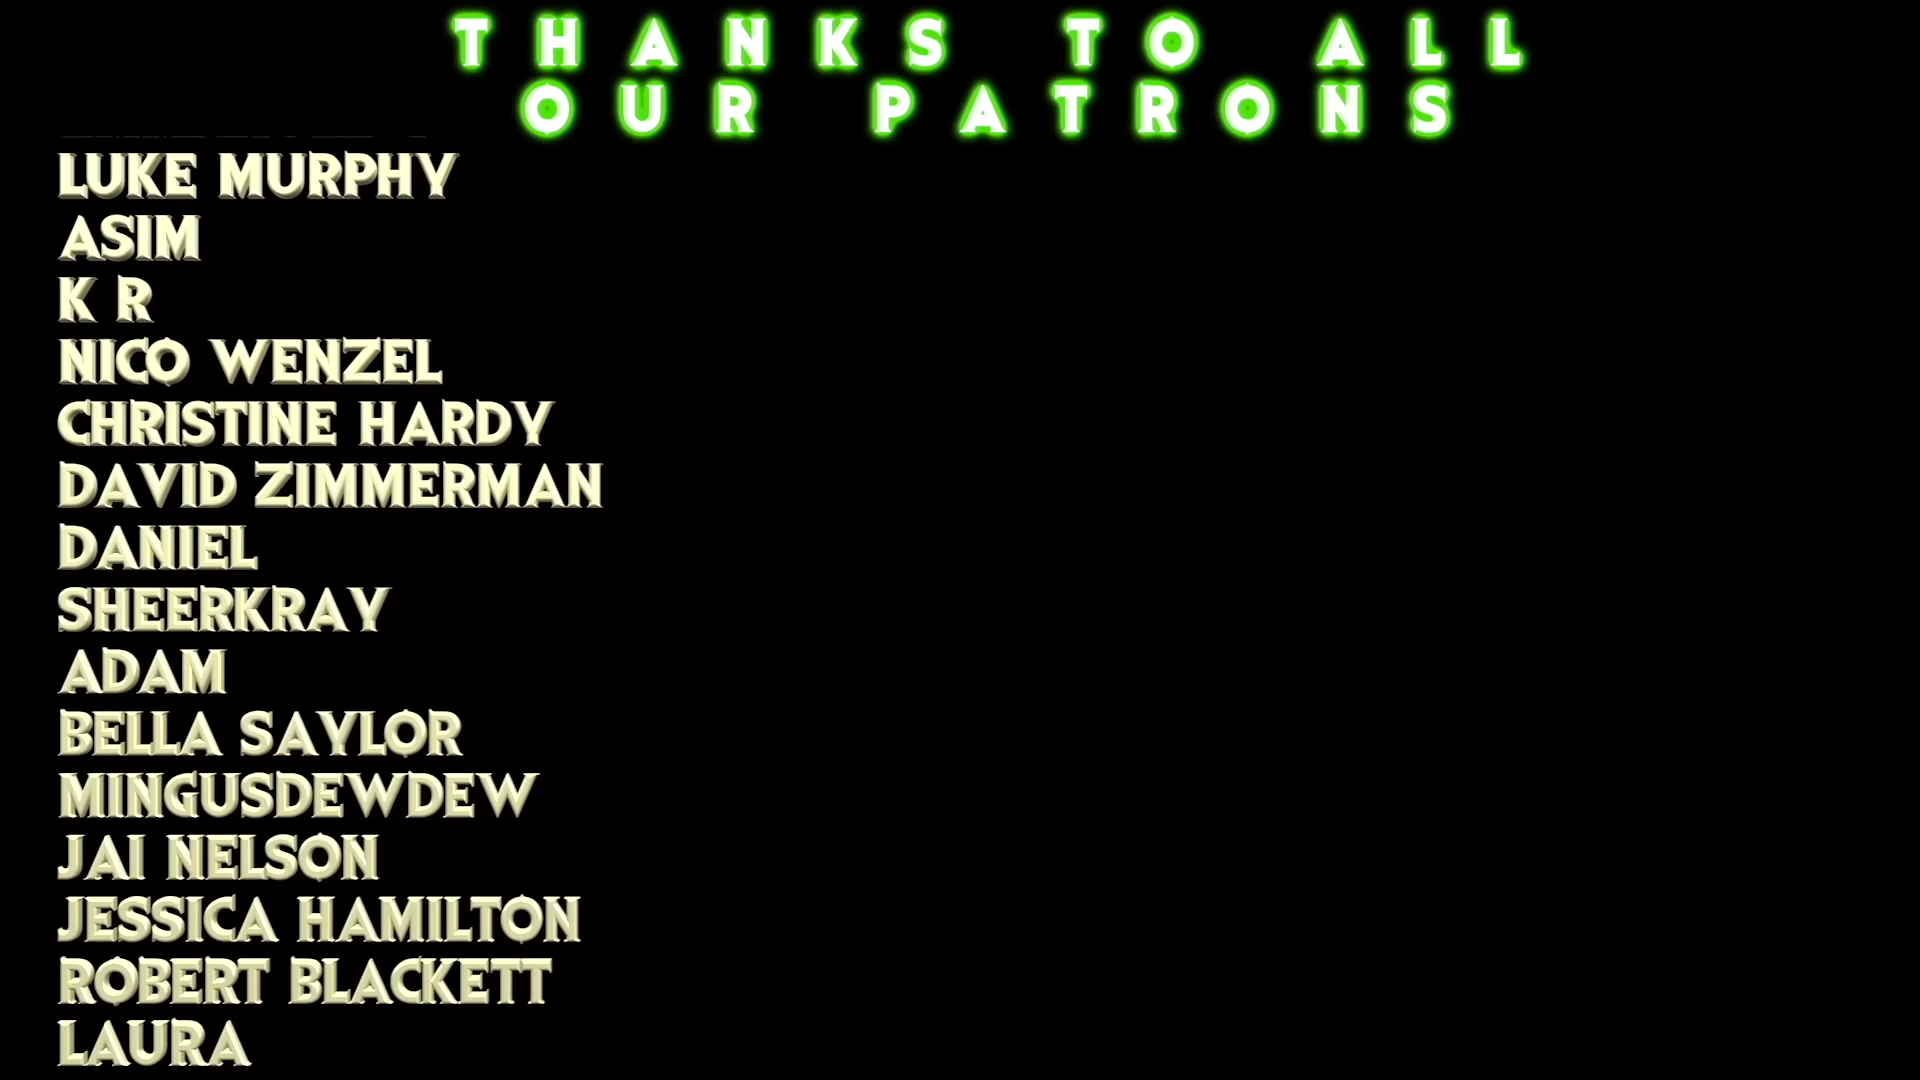 THANKS TO ALL
OUR PATRONS
LUKE MURPHY
ASIM
K R
NICO WENZEL
CHRISTINE HARDY
DAVID ZIMMERMAN
DANIEL
SHEERKRAY
ADAM
BELLA SAYLOR
MINGUSDEWDEW
JAI NELSON
JESSICA HAMILTON
ROBERT BLACKETT
LAURA